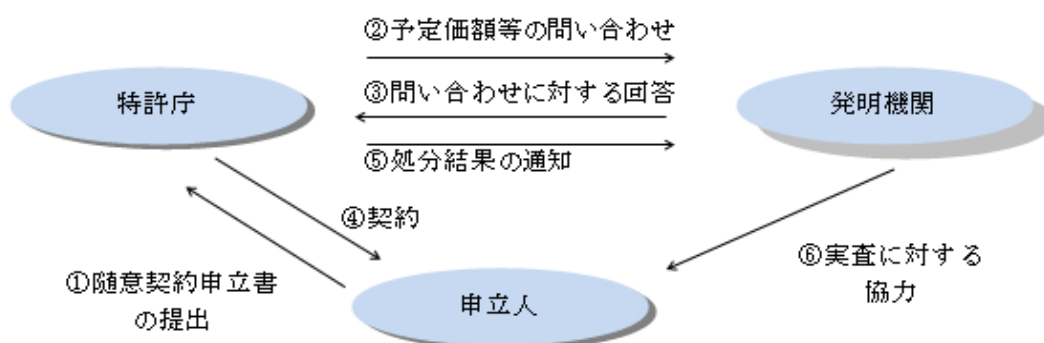 ②予定価額等の問い合わせ
③問い合わせに対する回答
特許庁
発明機関
⑤処分結果の通知
④契約
①随意契約申立書
の提出
⑥実査に対する
協力
申立人